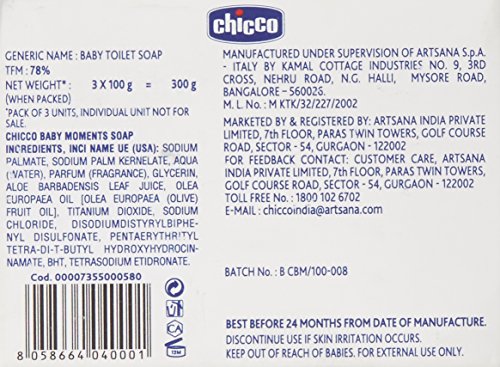 chicco
GENERIC NAME : BABY TOILET SOAP
TFM : 78%
NET WEIGHT* : 3 X 100 g = 300 g
(WHEN PACKED)
*PACK OF 3 UNITS, INDIVIDUAL UNIT NOT FOR
SALE.
CHICCO BABY MOMENTS SOAP
INGREDIENTS, INCI NAME UE (USA): SODIUM
PALMATE, SODIUM PALM KERNELATE, AQUA
(WATER), PARFUM (FRAGRANCE), GLYCERIN,
ALOE BARBADENSIS LEAF JUICE, OLEA
EUROPAEA OIL [OLEA EUROPAEA (OLIVE)
FRUIT OIL], TITANIUM DIOXIDE, SODIUM
CHLORIDE, DISODIUMDISTYRYLBIPHE-
NYL DISULFONATE, PENTAERYTHRITYL
TETRA-DI-T-BUTYL HYDROXYHYDROCIN-
NAMATE, BHT, TETRASODIUM ETIDRONATE.
Cod. 00007355000580
8 058664 040001
12M
MANUFACTURED UNDER SUPERVISION OF ARTSANA S.p.A.
- ITALY BY KAMAL COTTAGE INDUSTRIES NO. 9, 3RD
CROSS, NEHRU ROAD, N.G. HALLI, MYSORE ROAD,
BANGALORE – 560026.
M. L. No. : M KTK/32/227/2002
MARKETED BY & REGISTERED BY: ARTSANA INDIA PRIVATE
LIMITED, 7th FLOOR, PARAS TWIN TOWERS, GOLF COURSE
ROAD, SECTOR - 54, GURGAON - 122002
FOR FEEDBACK CONTACT: CUSTOMER CARE, ARTSANA
INDIA PRIVATE LIMITED, 7th FLOOR, PARAS TWIN TOWERS,
GOLF COURSE ROAD, SECTOR - 54, GURGAON - 122002
TOLL FREE No. : 1800 102 6702
E-MAIL : chiccoindia@artsana.com
BATCH No. : B CBM/100-008
BEST BEFORE 24 MONTHS FROM DATE OF MANUFACTURE.
DISCONTINUE USE IF SKIN IRRITATION OCCURS.
KEEP OUT OF REACH OF BABIES. FOR EXTERNAL USE ONLY.